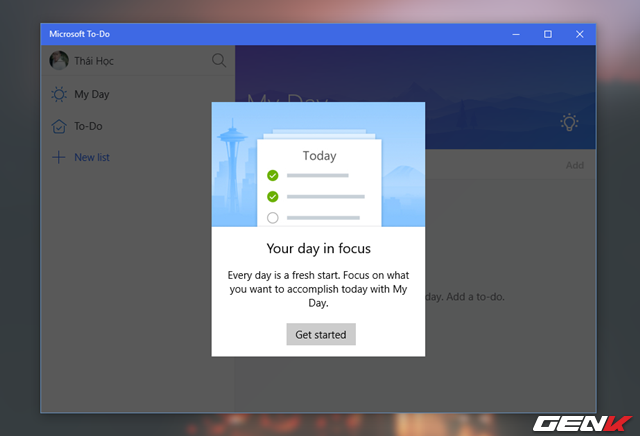 Microsoft To-Do
Thái Học
My Day
To-Do
New list
My Day
Add
Today
Your day in focus
Every day is a fresh start. Focus on what
you want to accomplish today with My
Day.
day. Add a to-do.
Get started
GENK